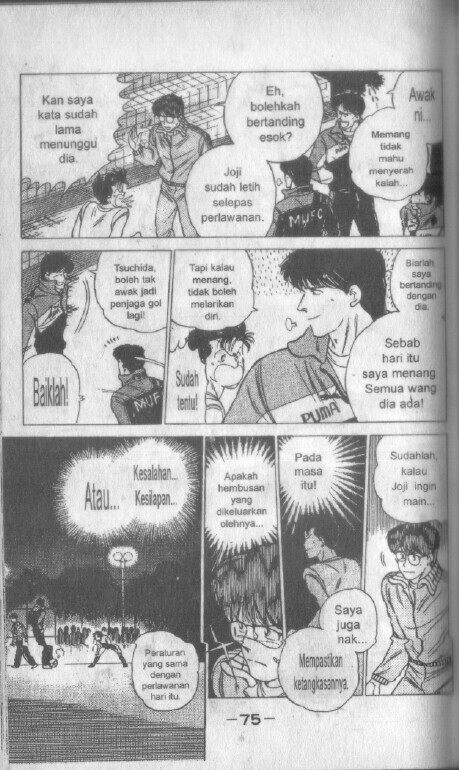 Awak
ni...
Memang
tidak
mahu
menyerah
kalah...
Eh,
bolehkah
bertanding
esok?
Joji
sudah letih
selepas
perlawanan.
Kan saya
kata sudah
lama
menunggu
dia.
MUFC
Biarlah
saya
bertanding
dengan
dia.
Sebab
hari itu
saya menang
Semua wang
dia ada!
PUMA
Tapi kalau
menang,
tidak boleh
melarikan
diri.
Sudah
tentu!
Tsuchida,
boleh tak
awak jadi
penjaga gol
lagi!
Baiklah!
MUF
Sudahlah,
kalau
Joji ingin
main...
Saya
juga
nak...
Mempastikan
ketangkasannya.
Pada
masa
itu!
Apakah
hembusan
yang
dikeluarkan
olehnya...
Kesalahan...
Kesilapan...
Atau...
Peraturan
yang sama
dengan
perlawanan
hari itu.
-75-